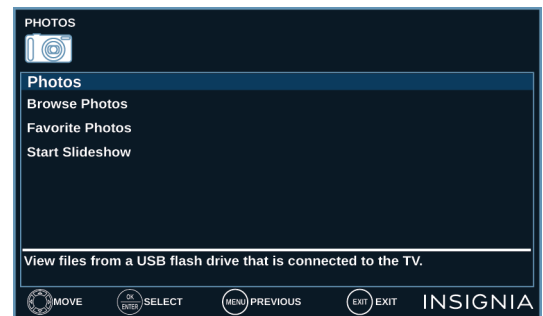 PHOTOS
Photos
Browse Photos
Favorite Photos
Start Slideshow
View files from a USB flash drive that is connected to the TV.
MOVE OK ENTER SELECT MENU PREVIOUS EXIT EXIT INSIGNIA